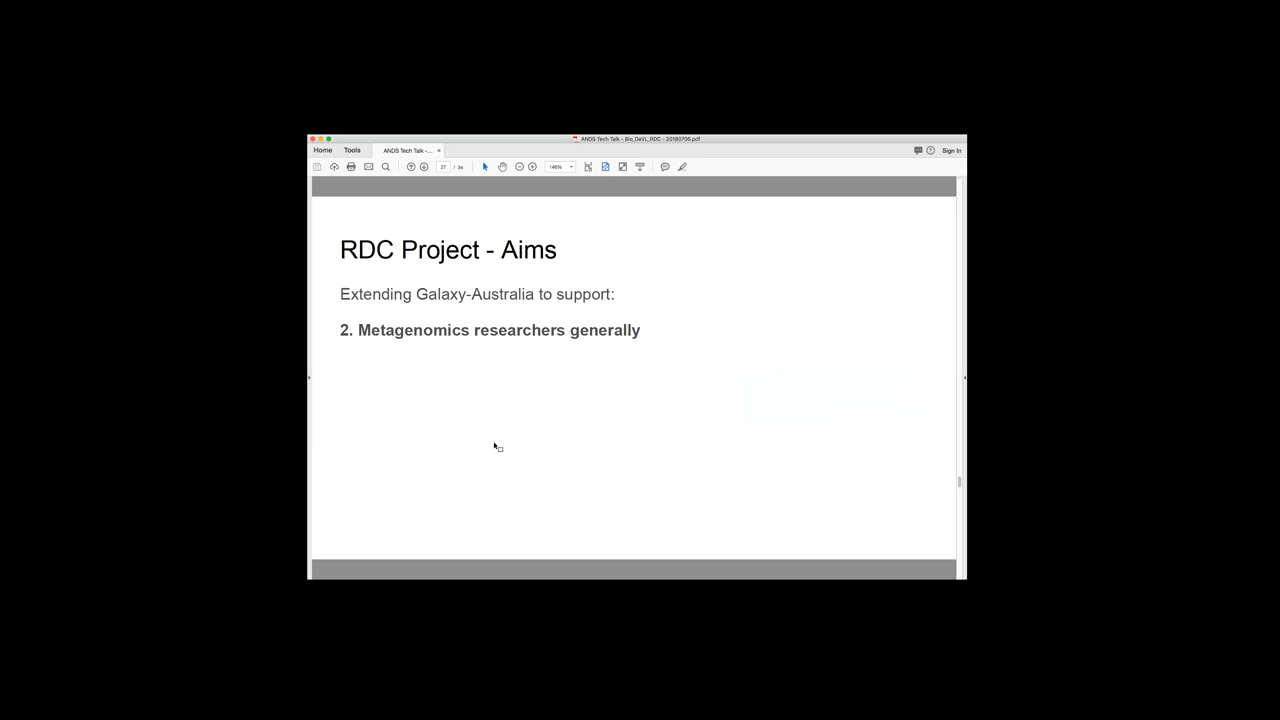 ANDS Tech Talk - Bio_DeVL_RDC - 20180706.pdf
Home Tools ANDS Tech Talk -... × Sign In
27 / 34 146%
RDC Project - Aims
Extending Galaxy-Australia to support:
2. Metagenomics researchers generally